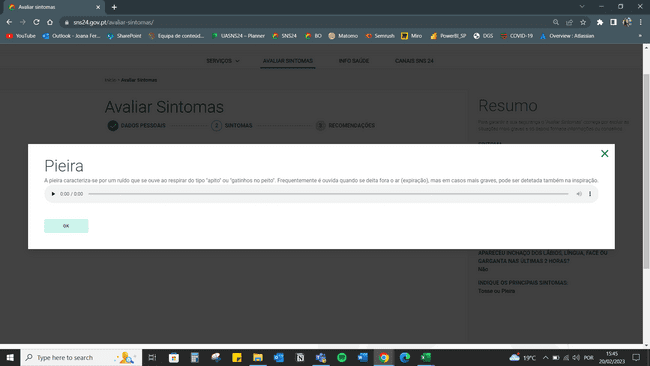 Avaliar sintomas
sns24.gov.pt/avaliar-sintomas/
YouTube
Outlook - Joana Fer...
SharePoint
Equipa de conteúd...
UASNS24 – Planner
SNS24
BO
Matomo
Semrush
Miro
PowerBI_SP
DGS
COVID-19
Overview : Atlassian
SERVIÇOS
AVALIAR SINTOMAS
INFO SAÚDE
CANAIS SNS 24
Início > Avaliar Sintomas
Avaliar Sintomas
Resumo
DADOS PESSOAIS
2
SINTOMAS
3
RECOMENDAÇÕES
Pieira
A pieira caracteriza-se por um ruído que se ouve ao respirar do tipo "apito" ou "gatinhos no peito". Frequentemente é ouvida quando se deita fora o ar (expiração), mas em casos mais graves, pode ser detetada também na inspiração.
0:00 / 0:00
OK
APARECEU INCHAÇO DOS LÁBIOS, LÍNGUA, FACE OU
GARGANTA NAS ÚLTIMAS 2 HORAS?
Não
INDIQUE OS PRINCIPAIS SINTOMAS:
Tosse ou Pieira
Type here to search
19°C
POR
15:45
20/02/2023